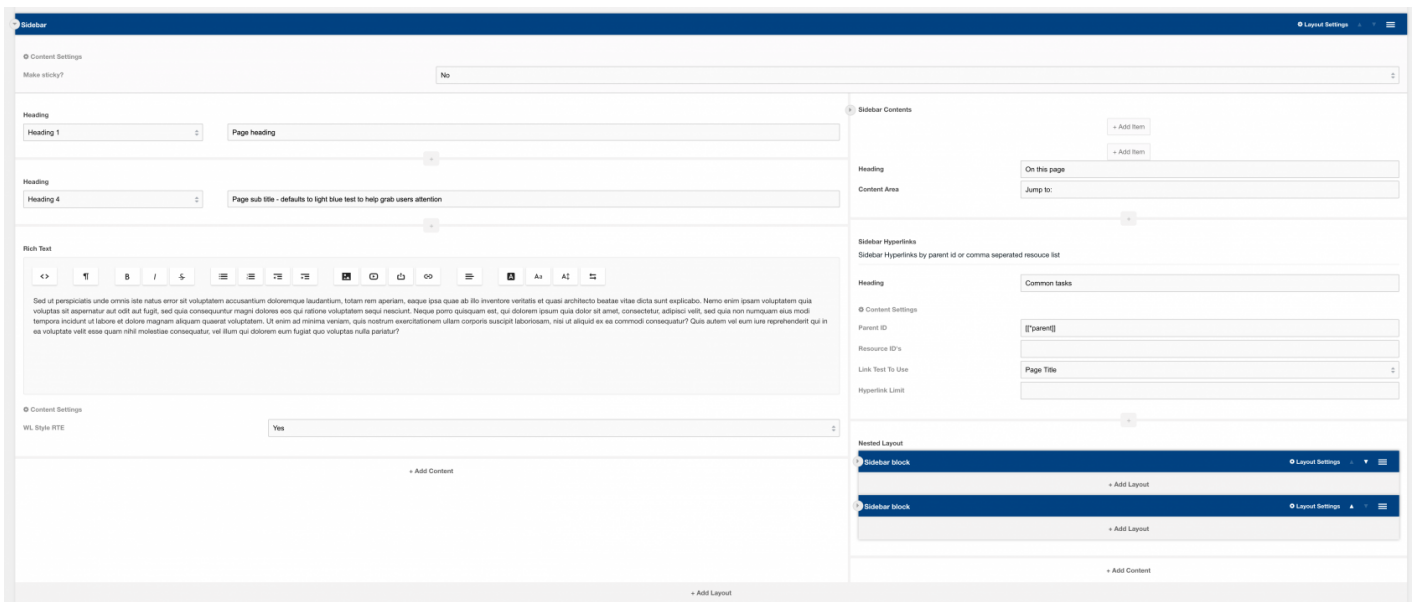 Sidebar
Layout Settings
Content Settings
Make sticky?
No
Heading
Heading 1
Page heading
Heading
Heading 4
Page sub title - defaults to light blue test to help grab users attention
Rich Text
B I S
Sed ut perspiciatis unde omnis iste natus error sit voluptatem accusantium doloremque laudantium, totam rem aperiam, eaque ipsa quae ab illo inventore veritatis et quasi architecto beatae vitae dicta sunt explicabo. Nemo enim ipsam voluptatem quia
voluptas sit aspernatur aut odit aut fugit, sed quia consequuntur magni dolores eos qui ratione voluptatem sequi nesciunt. Neque porro quisquam est, qui dolorem ipsum quia dolor sit amet, consectetur, adipisci velit, sed quia non numquam eius modi
tempora incidunt ut labore et dolore magnam aliquam quaerat voluptatem. Ut enim ad minima veniam, quis nostrum exercitationem ullam corporis suscipit laboriosam, nisi ut aliquid ex ea commodi consequatur? Quis autem vel eum iure reprehenderit qui in
ea voluptate velit esse quam nihil molestiae consequatur, vel illum qui dolorem eum fugiat quo voluptas nulla pariatur?
Content Settings
WL Style RTE
Yes
+ Add Content
Sidebar Contents
+ Add Item
+ Add Item
Heading
On this page
Content Area
Jump to:
Sidebar Hyperlinks
Sidebar Hyperlinks by parent id or comma seperated resouce list
Heading
Common tasks
Content Settings
Parent ID
[[*parent]]
Resource ID's
Link Test To Use
Page Title
Hyperlink Limit
Nested Layout
Sidebar block
Layout Settings
+ Add Layout
Sidebar block
Layout Settings
+ Add Layout
+ Add Content
+ Add Layout